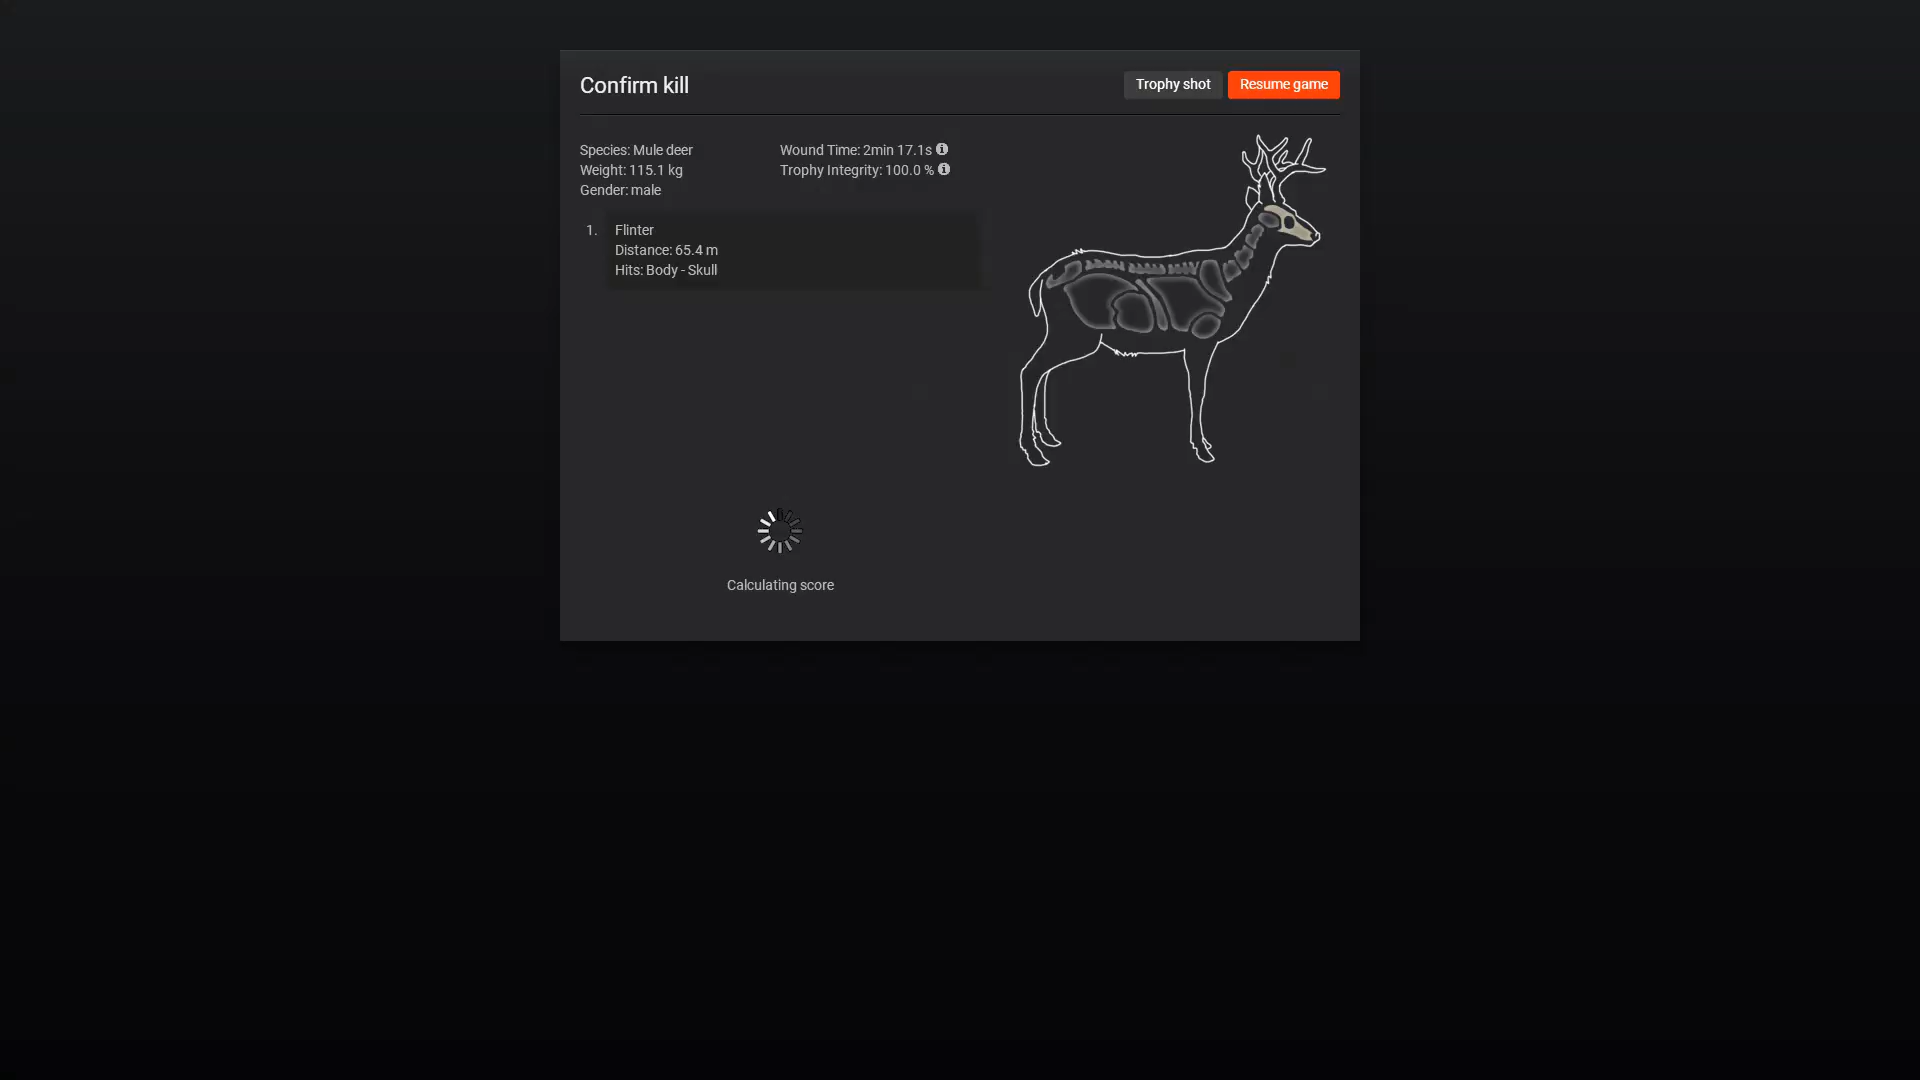 Confirm kill
Trophy shot
Resume game
Species: Mule deer
Weight: 115.1 kg
Gender: male
Wound Time: 2min 17.1s
Trophy Integrity: 100.0 %
1.
Flinter
Distance: 65.4 m
Hits: Body - Skull
Calculating score